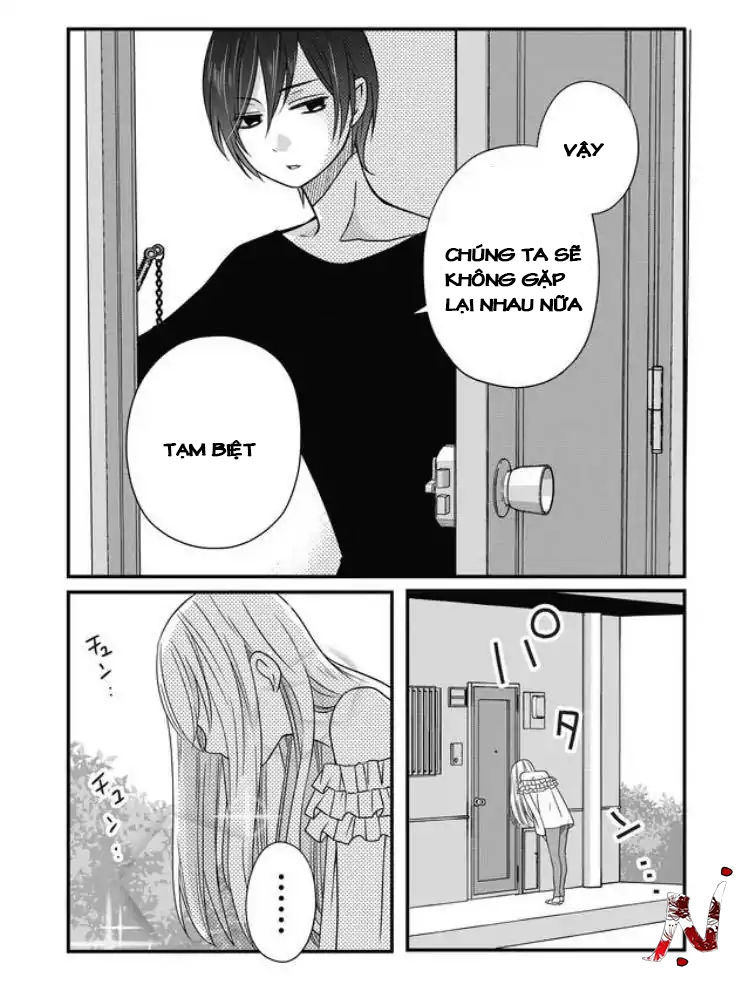 VẬY
CHÚNG TA SẼ
KHÔNG GẶP
LẠI NHAU NỮA
TẠM BIỆT
パタン…
チュン…
チュン…
……
N